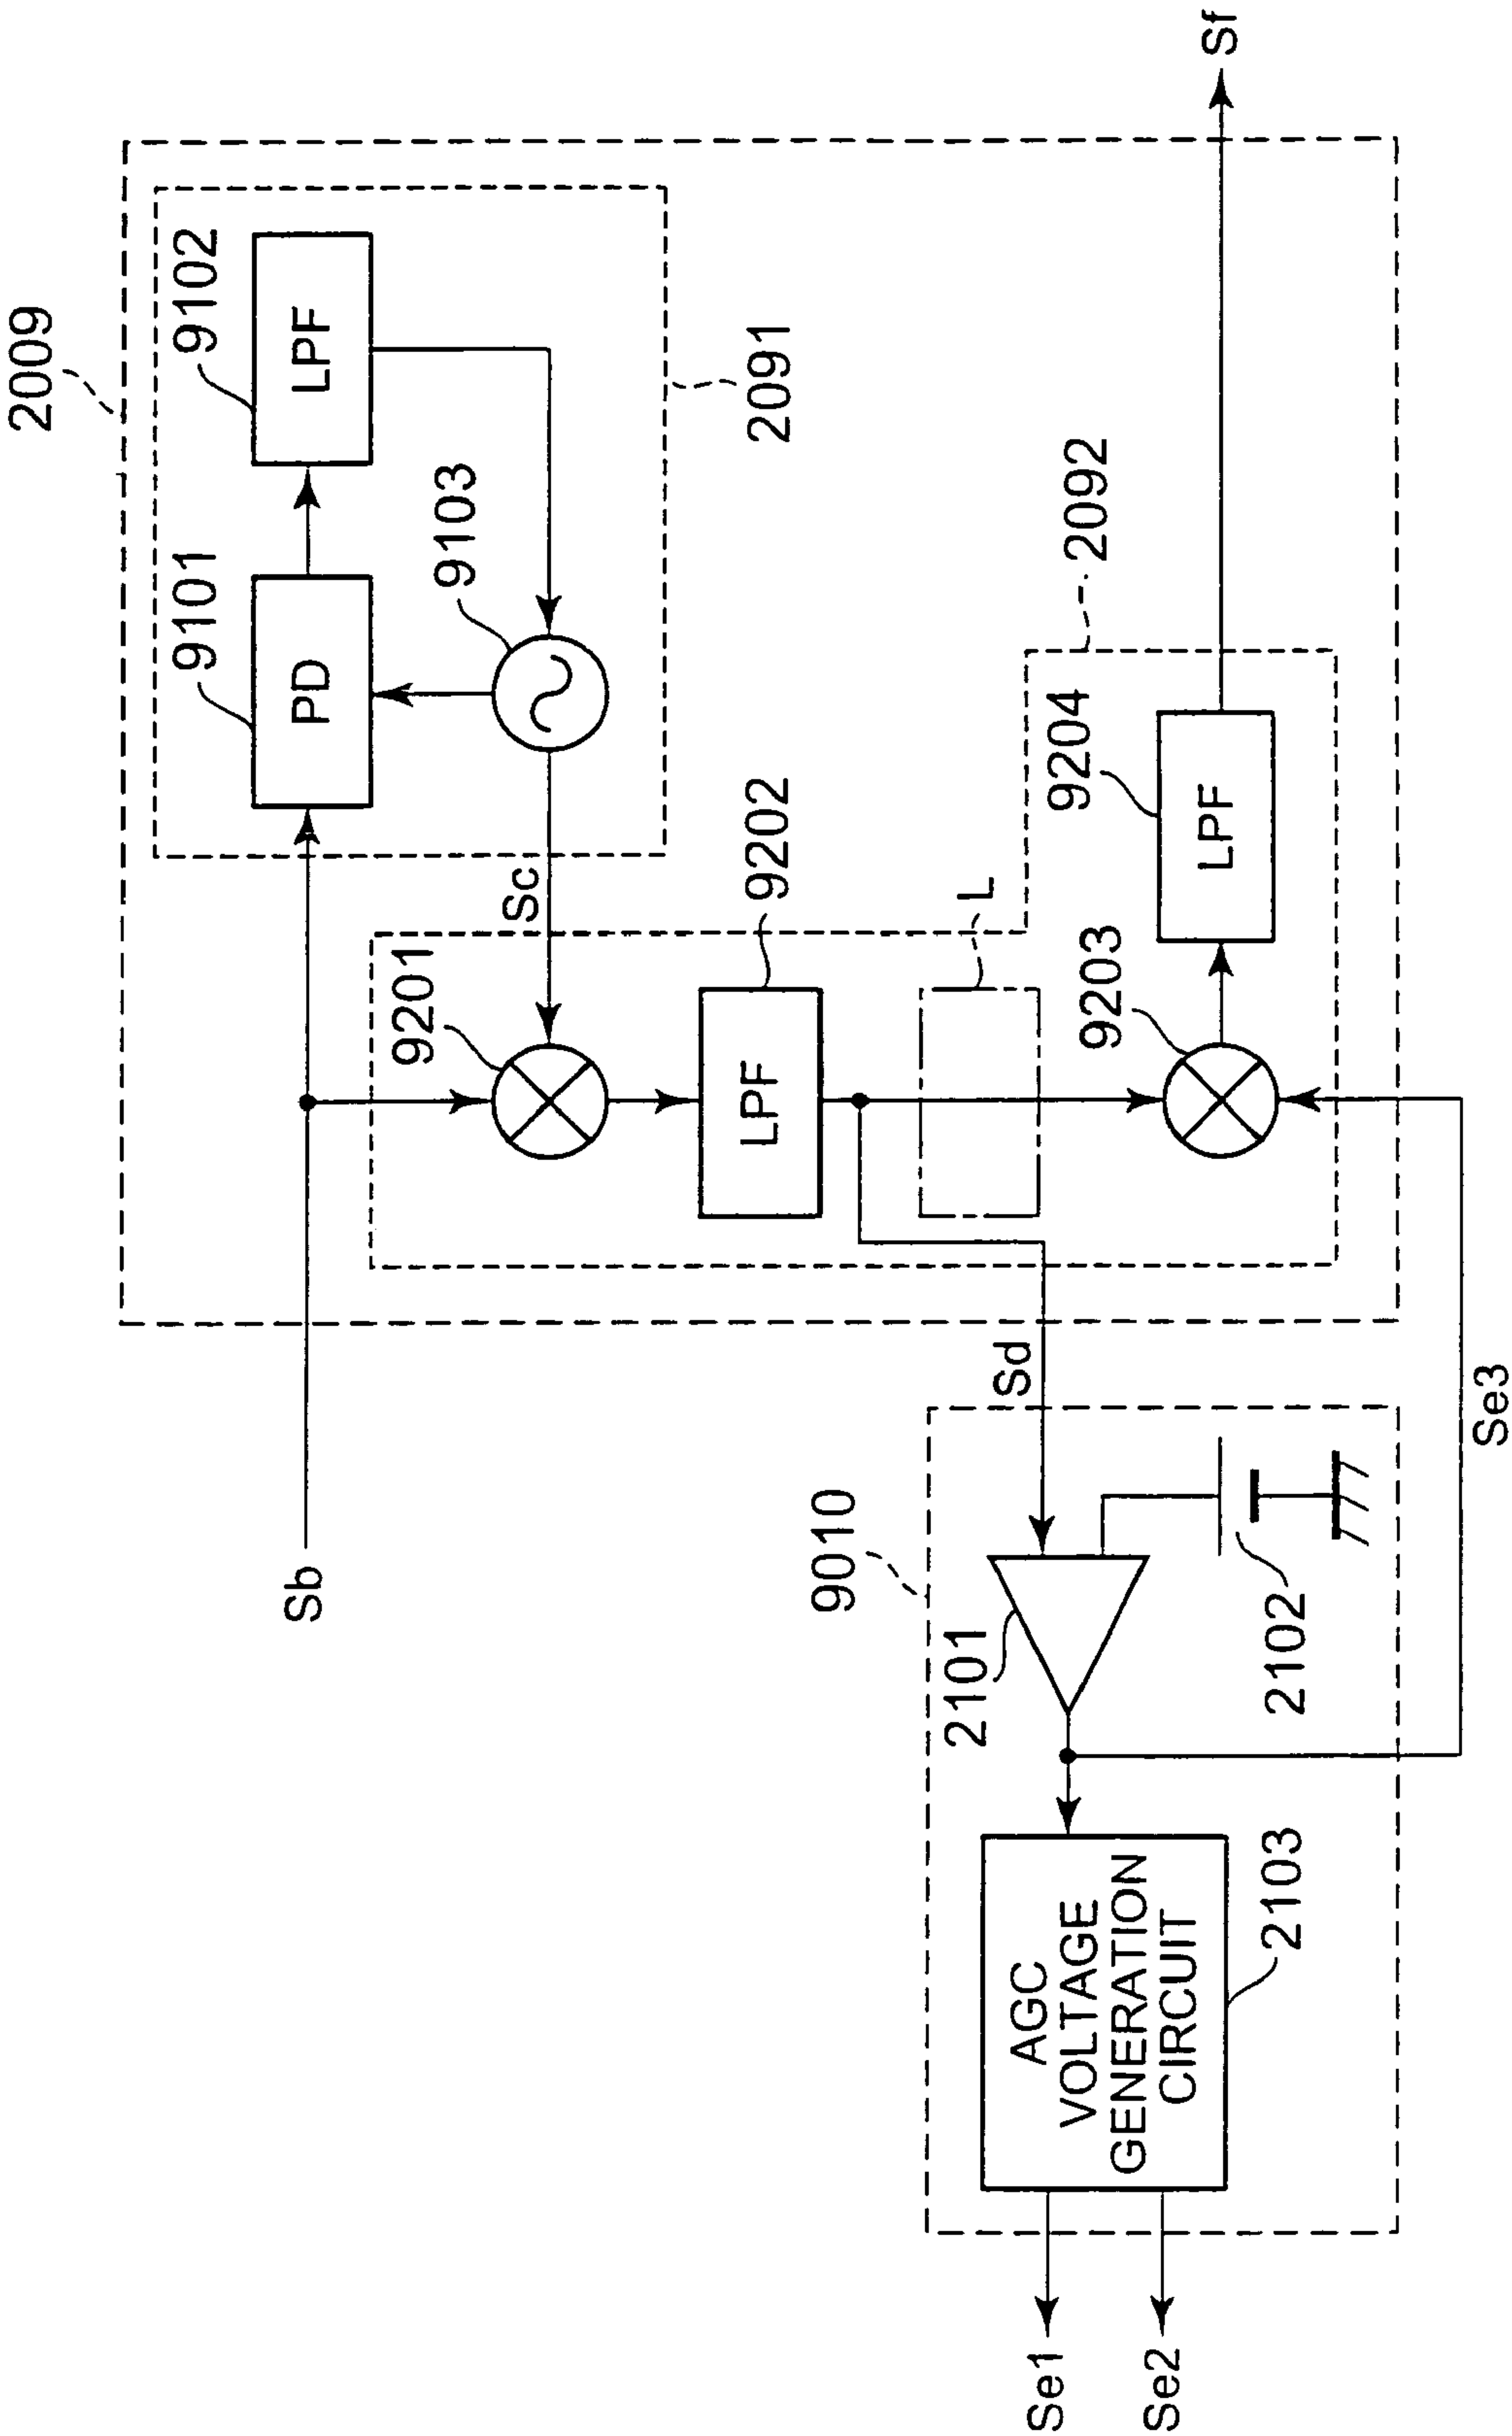 2009
9101
PD
9102
LPF
9103
2091
Sb
Sc
9201
9202
LPF
L
2092
9203
9204
LPF
Sf
Sd
9010
2101
2102
AGC
VOLTAGE
GENERATION
CIRCUIT
2103
Se1
Se2
Se3